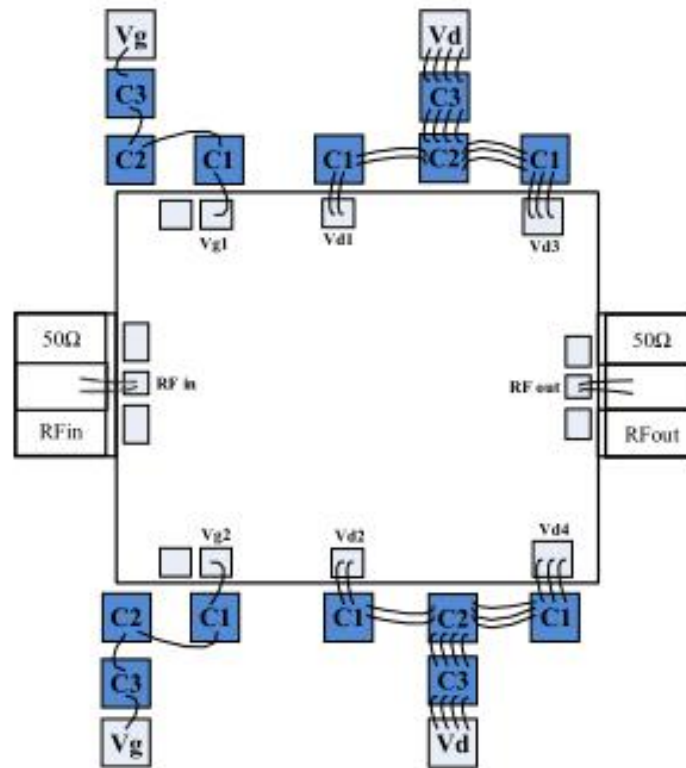 Vg
Vd
C3
C3
C2
C1
C1
C2
C1
Vg1
Vd1
Vd3
50Ω
50Ω
RF in
RF out
RFin
RFout
Vg2
Vd2
Vd4
C2
C1
C1
C2
C1
C3
C3
Vg
Vd